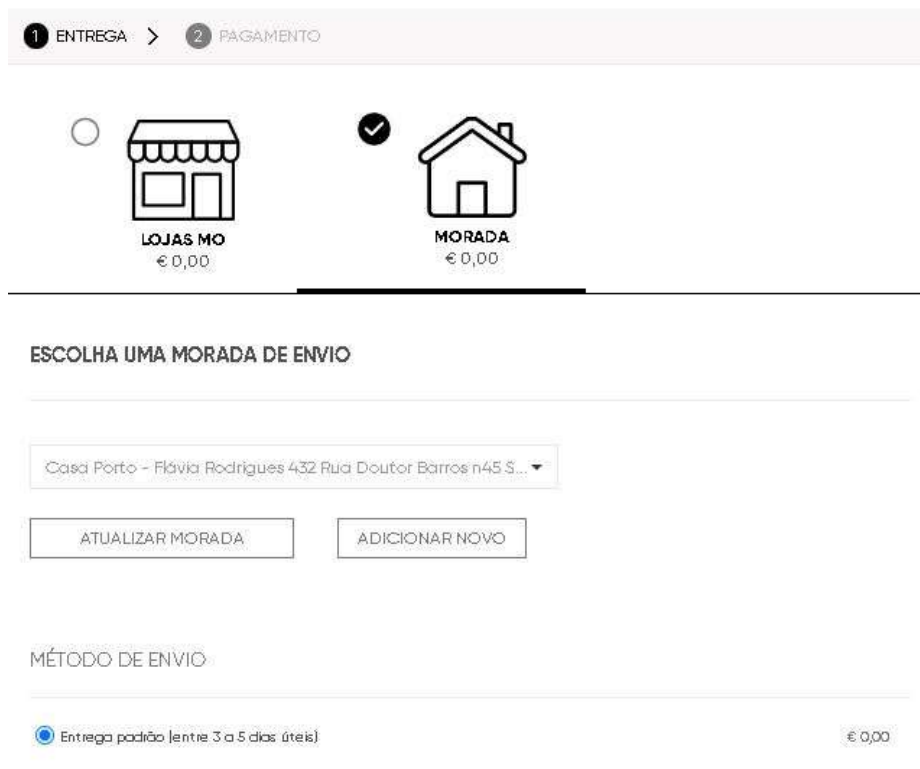 1 ENTREGA > 2 PAGAMENTO
LOJAS MO
€ 0,00
MORADA
€ 0,00
ESCOLHA UMA MORADA DE ENVIO
Casa Porto - Flávia Rodrigues 432 Rua Doutor Barros n45 S...
ATUALIZAR MORADA
ADICIONAR NOVO
MÉTODO DE ENVIO
Entrega padrão (entre 3 a 5 dias úteis) € 0,00